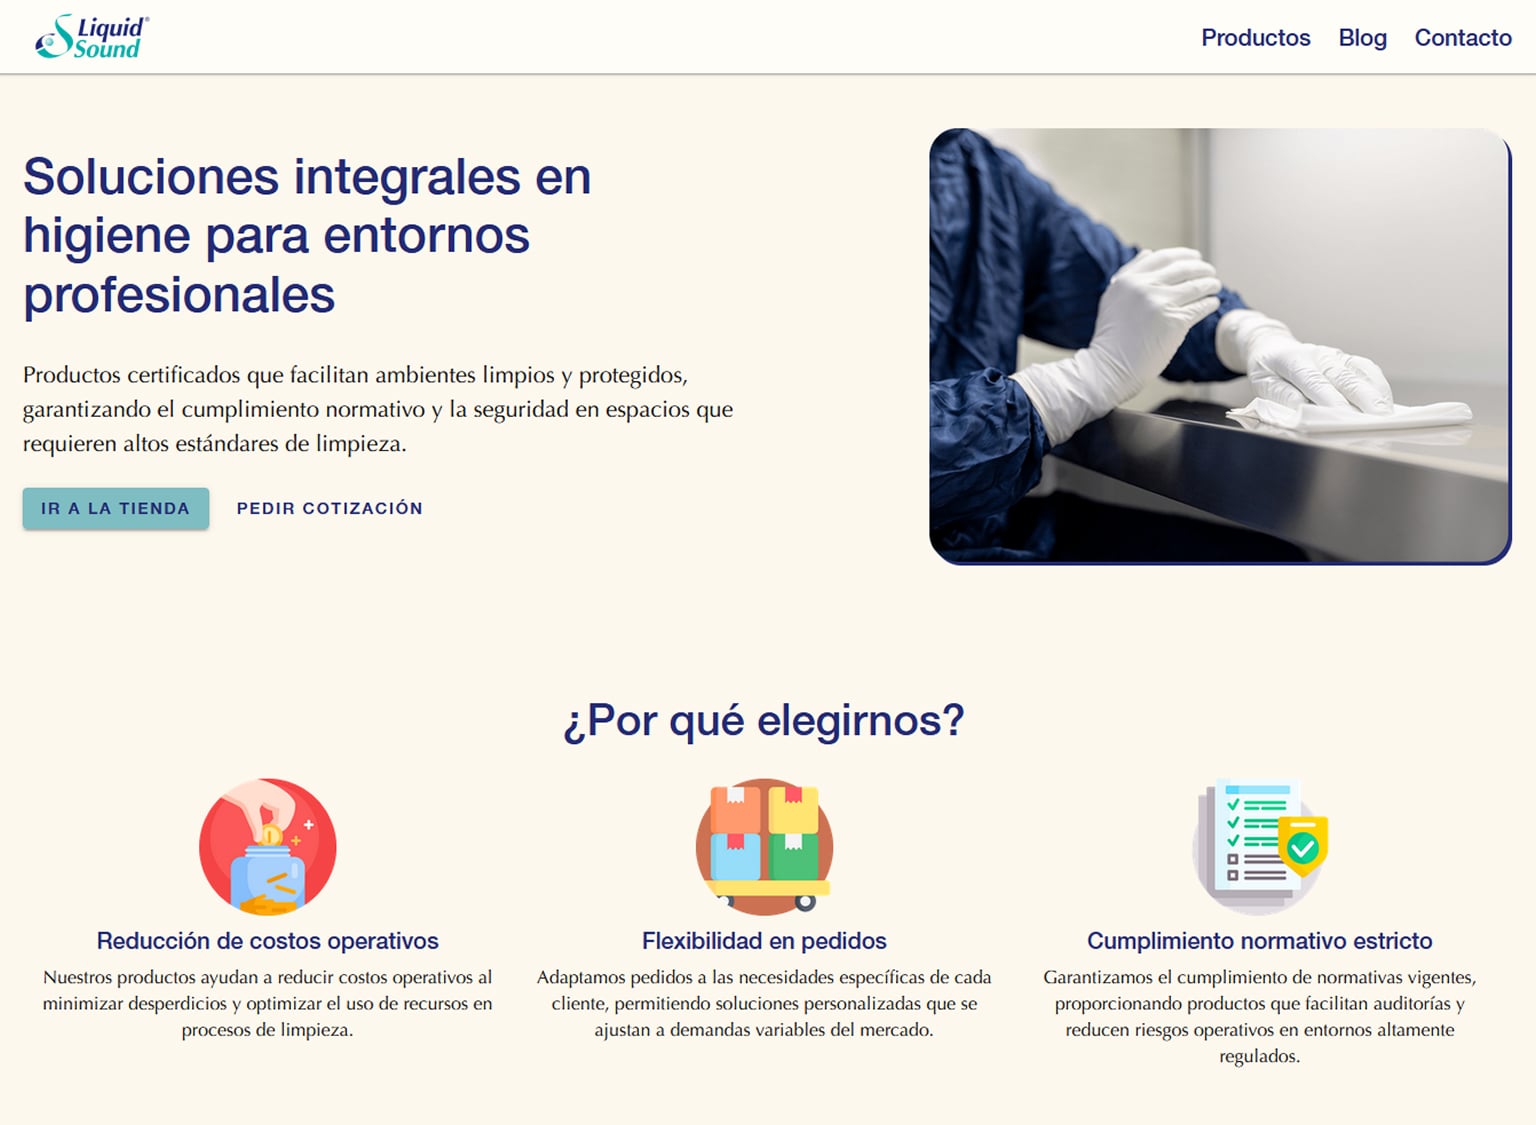 Liquid®
Sound
Productos Blog Contacto
Soluciones integrales en
higiene para entornos
profesionales
Productos certificados que facilitan ambientes limpios y protegidos,
garantizando el cumplimiento normativo y la seguridad en espacios que
requieren altos estándares de limpieza.
IR A LA TIENDA PEDIR COTIZACIÓN
¿Por qué elegirnos?
Reducción de costos operativos
Nuestros productos ayudan a reducir costos operativos al
minimizar desperdicios y optimizar el uso de recursos en
procesos de limpieza.
Flexibilidad en pedidos
Adaptamos pedidos a las necesidades específicas de cada
cliente, permitiendo soluciones personalizadas que se
ajustan a demandas variables del mercado.
Cumplimiento normativo estricto
Garantizamos el cumplimiento de normativas vigentes,
proporcionando productos que facilitan auditorías y
reducen riesgos operativos en entornos altamente
regulados.